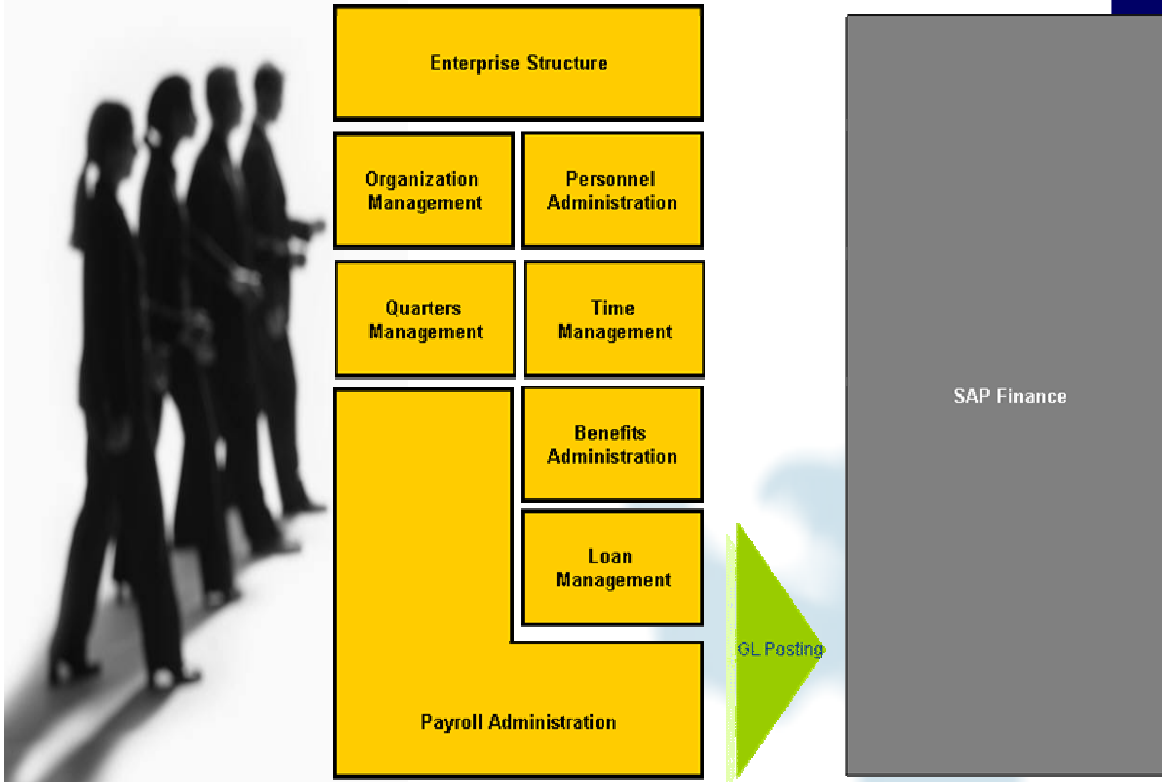 Enterprise Structure
Organization
Management
Personnel
Administration
Quarters
Management
Time
Management
Benefits
Administration
Loan
Management
Payroll Administration
GL Posting
SAP Finance